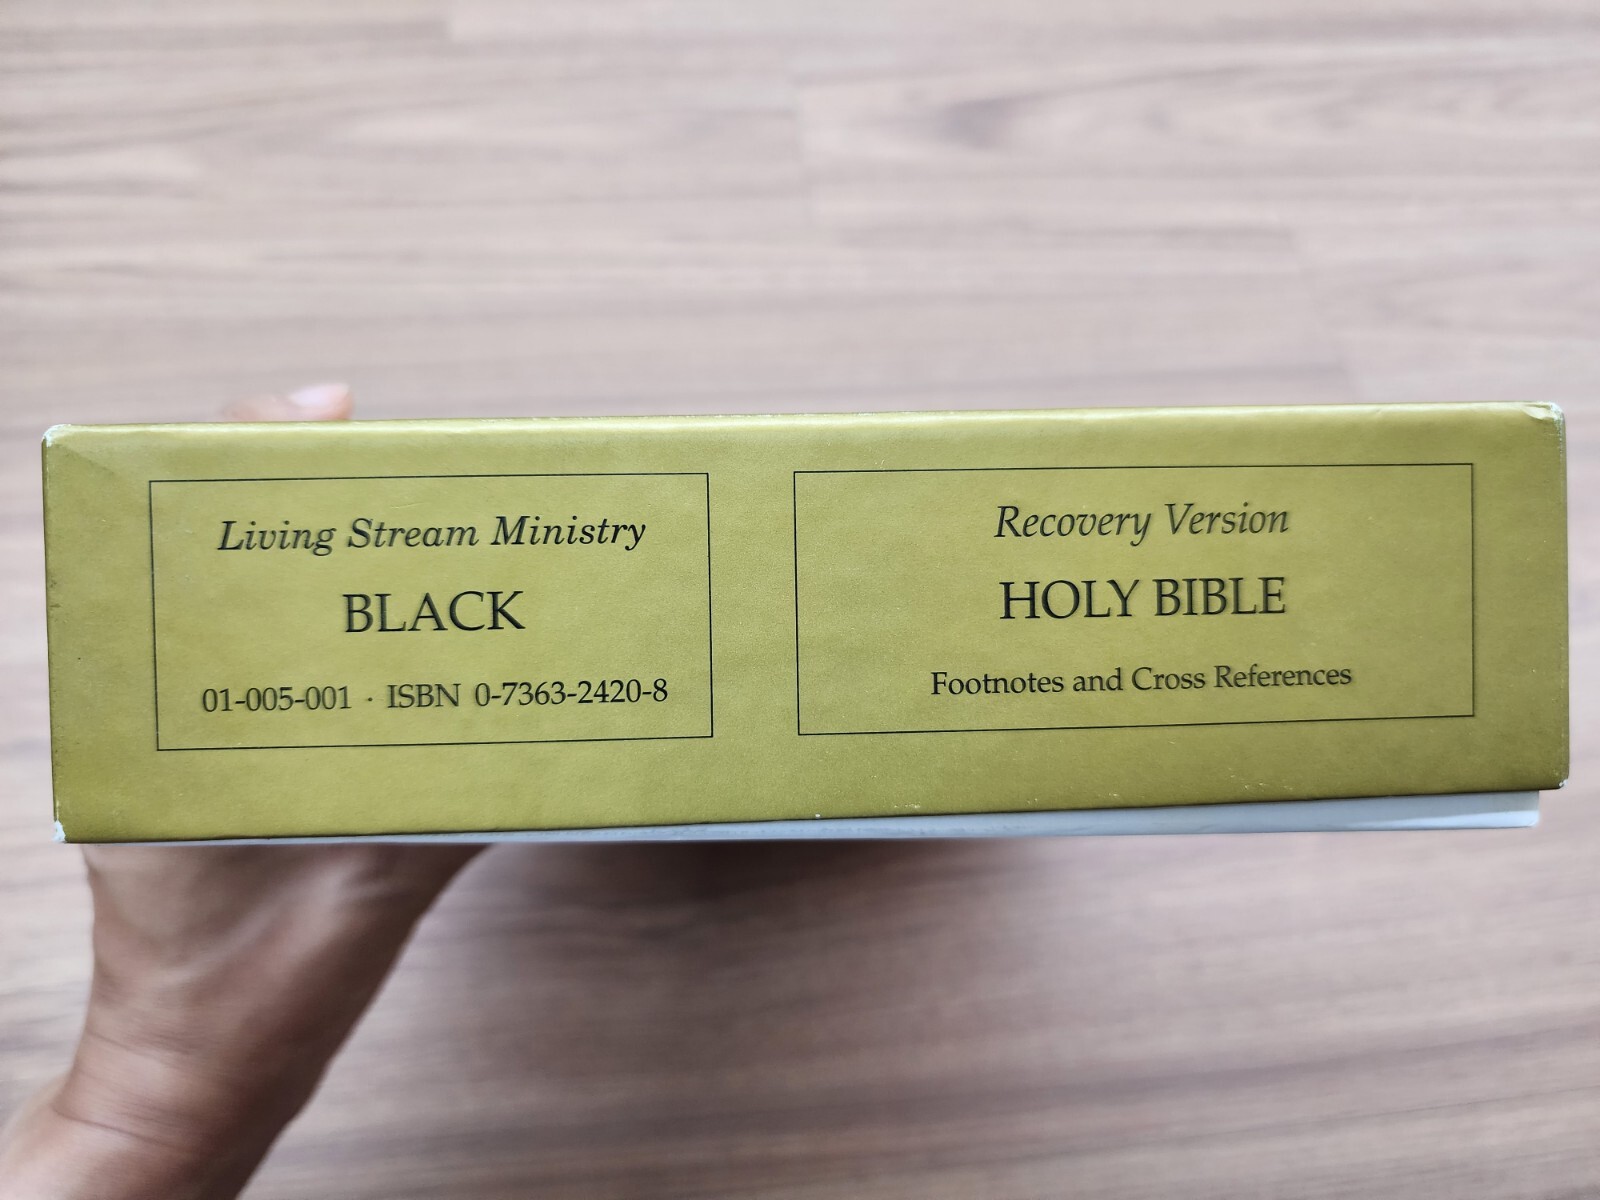 Living Stream Ministry
BLACK
01-005-001 · ISBN 0-7363-2420-8
Recovery Version
HOLY BIBLE
Footnotes and Cross References